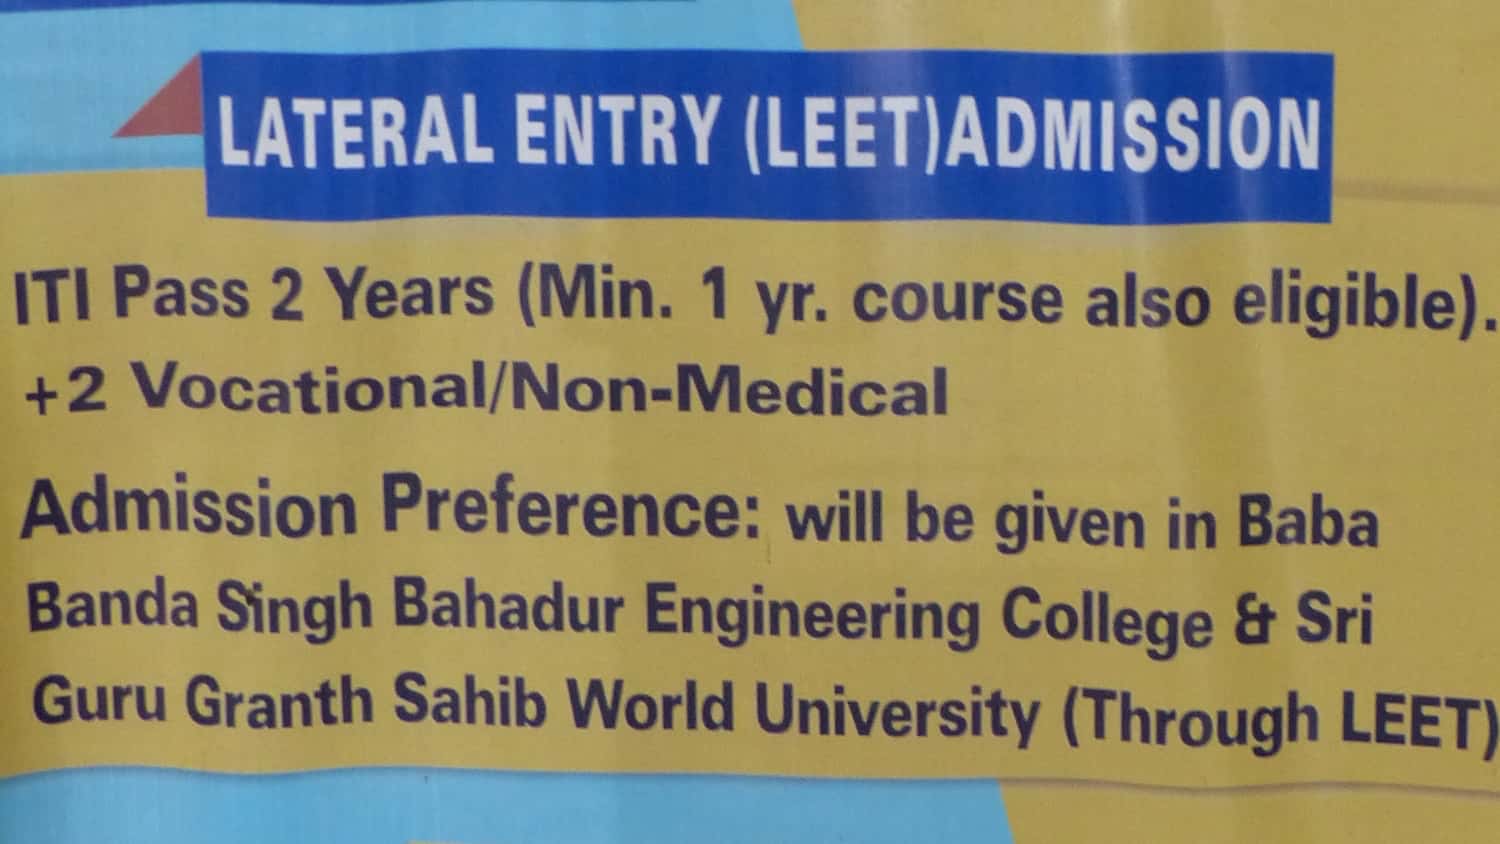 LATERAL ENTRY (LEET)ADMISSION
ITI Pass 2 Years (Min. 1 yr. course also eligible).
+2 Vocational/Non-Medical
Admission Preference: will be given in Baba
Banda Singh Bahadur Engineering College & Sri
Guru Granth Sahib World University (Through LEET)